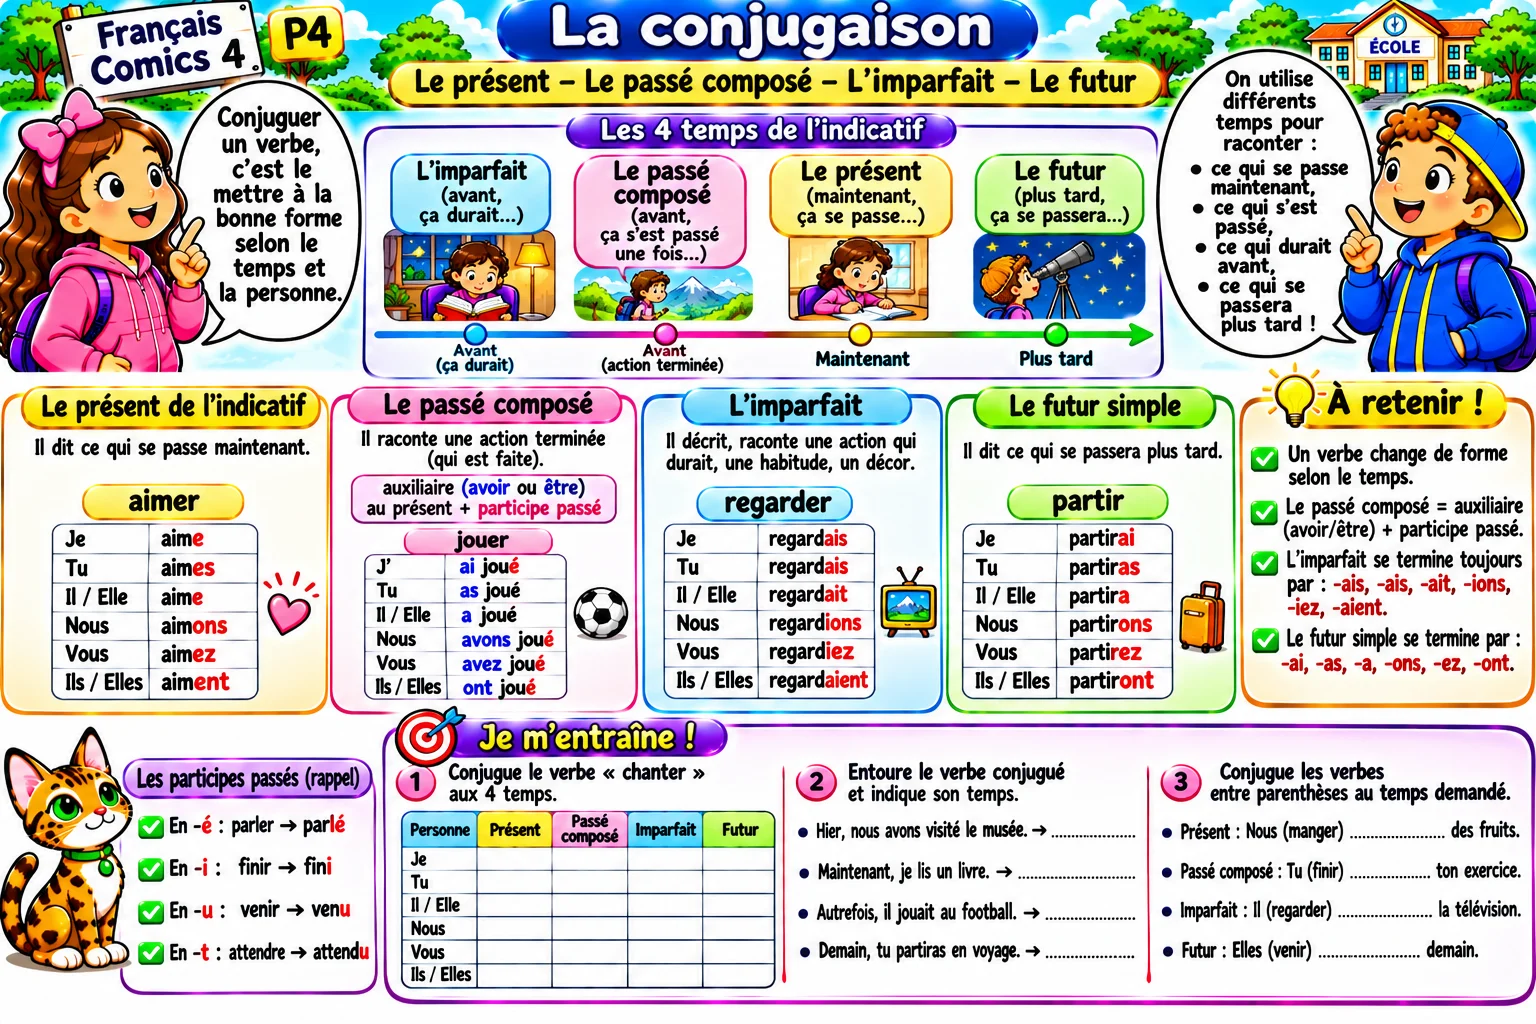 Français
Comics 4
P4
La conjugaison
Le présent – Le passé composé – L'imparfait – Le futur
ÉCOLE
Conjuguer
un verbe,
c'est le
mettre à la
bonne forme
selon le
temps et
la personne.
Les 4 temps de l'indicatif
L'imparfait
(avant,
ça durait...)
Le passé
composé
(avant,
ça s'est passé
une fois...)
Le présent
(maintenant,
ça se passe...)
Le futur
(plus tard,
ça se passera...)
Avant
(ça durait)
Avant
(action terminée)
Maintenant
Plus tard
On utilise
différents
temps pour
raconter :
• ce qui se passe
maintenant,
• ce qui s'est
passé,
• ce qui durait
avant,
• ce qui se
passera
plus tard !
Le présent de l'indicatif
Il dit ce qui se passe maintenant.
aimer
Je aime
Tu aimes
Il / Elle aime
Nous aimons
Vous aimez
Ils / Elles aiment
Le passé composé
Il raconte une action terminée
(qui est faite).
auxiliaire (avoir ou être)
au présent + participe passé
jouer
J' ai joué
Tu as joué
Il / Elle a joué
Nous avons joué
Vous avez joué
Ils / Elles ont joué
L'imparfait
Il décrit, raconte une action qui
durait, une habitude, un décor.
regarder
Je regardais
Tu regardais
Il / Elle regardait
Nous regardions
Vous regardiez
Ils / Elles regardaient
Le futur simple
Il dit ce qui se passera plus tard.
partir
Je partirai
Tu partiras
Il / Elle partira
Nous partirons
Vous partirez
Ils / Elles partiront
À retenir !
Un verbe change de forme
selon le temps.
Le passé composé = auxiliaire
(avoir/être) + participe passé.
L'imparfait se termine toujours
par : -ais, -ais, -ait, -ions,
-iez, -aient.
Le futur simple se termine par :
-ai, -as, -a, -ons, -ez, -ont.
Les participes passés (rappel)
En -é : parler → parlé
En -i : finir → fini
En -u : venir → venu
En -t : attendre → attendu
Je m'entraîne !
1 Conjugue le verbe « chanter »
aux 4 temps.
Personne Présent Passé composé Imparfait Futur
Je
Tu
Il / Elle
Nous
Vous
Ils / Elles
2 Entoure le verbe conjugué
et indique son temps.
• Hier, nous avons visité le musée. → ..................
• Maintenant, je lis un livre. → ..................
• Autrefois, il jouait au football. → ..................
• Demain, tu partiras en voyage. → ..................
3 Conjugue les verbes
entre parenthèses au temps demandé.
• Présent : Nous (manger) .................. des fruits.
• Passé composé : Tu (finir) .................. ton exercice.
• Imparfait : Il (regarder) .................. la télévision.
• Futur : Elles (venir) .................. demain.